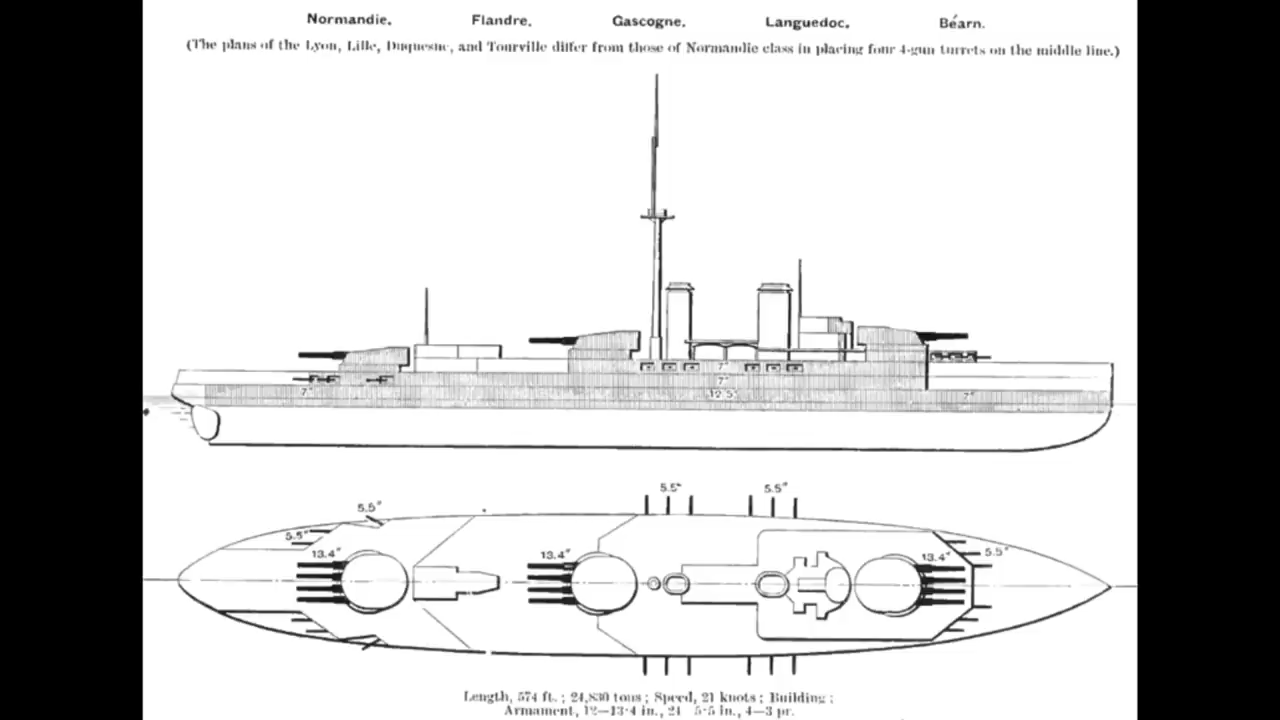 Normandie. Flandre. Gascogne. Languedoc. Béarn.
(The plans of the Lyon, Lille, Duquesne, and Tourville differ from those of Normandie class in placing four 4-gun turrets on the middle line.)
7"
7"
12·5"
7"
7"
5.5" 5.5"
5.5"
5.5"
13.4" 13.4" 13.4" 5.5"
Length, 574 ft. ; 24,830 tons ; Speed, 21 knots ; Building ;
Armament, 12—13·4 in., 24 5·5 in., 4—3 pr.